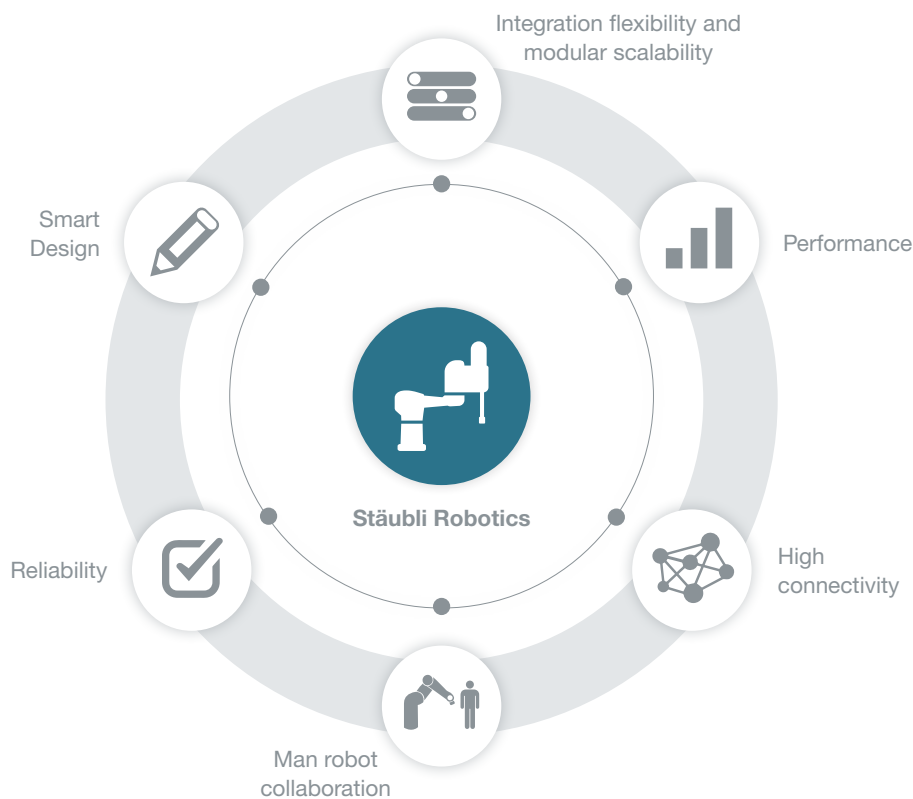 Integration flexibility and
modular scalability
Smart
Design
Performance
Stäubli Robotics
Reliability
High
connectivity
Man robot
collaboration